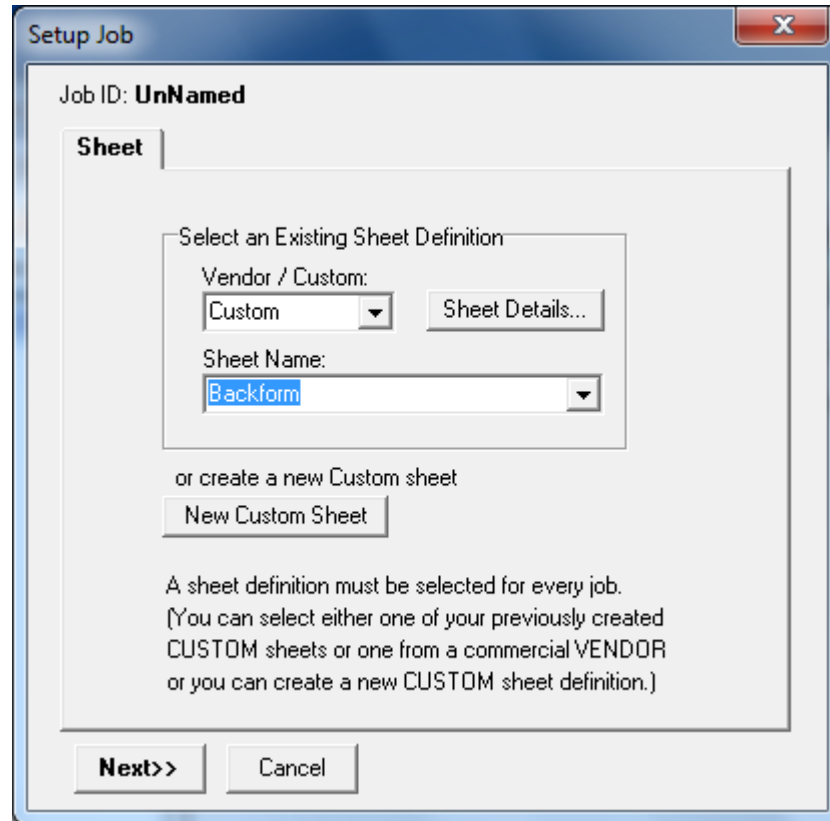 Setup Job
Job ID: UnNamed
Sheet
Select an Existing Sheet Definition
Vendor / Custom:
Custom
Sheet Details...
Sheet Name:
Backform
or create a new Custom sheet
New Custom Sheet
A sheet definition must be selected for every job.
(You can select either one of your previously created
CUSTOM sheets or one from a commercial VENDOR
or you can create a new CUSTOM sheet definition.)
Next>> Cancel